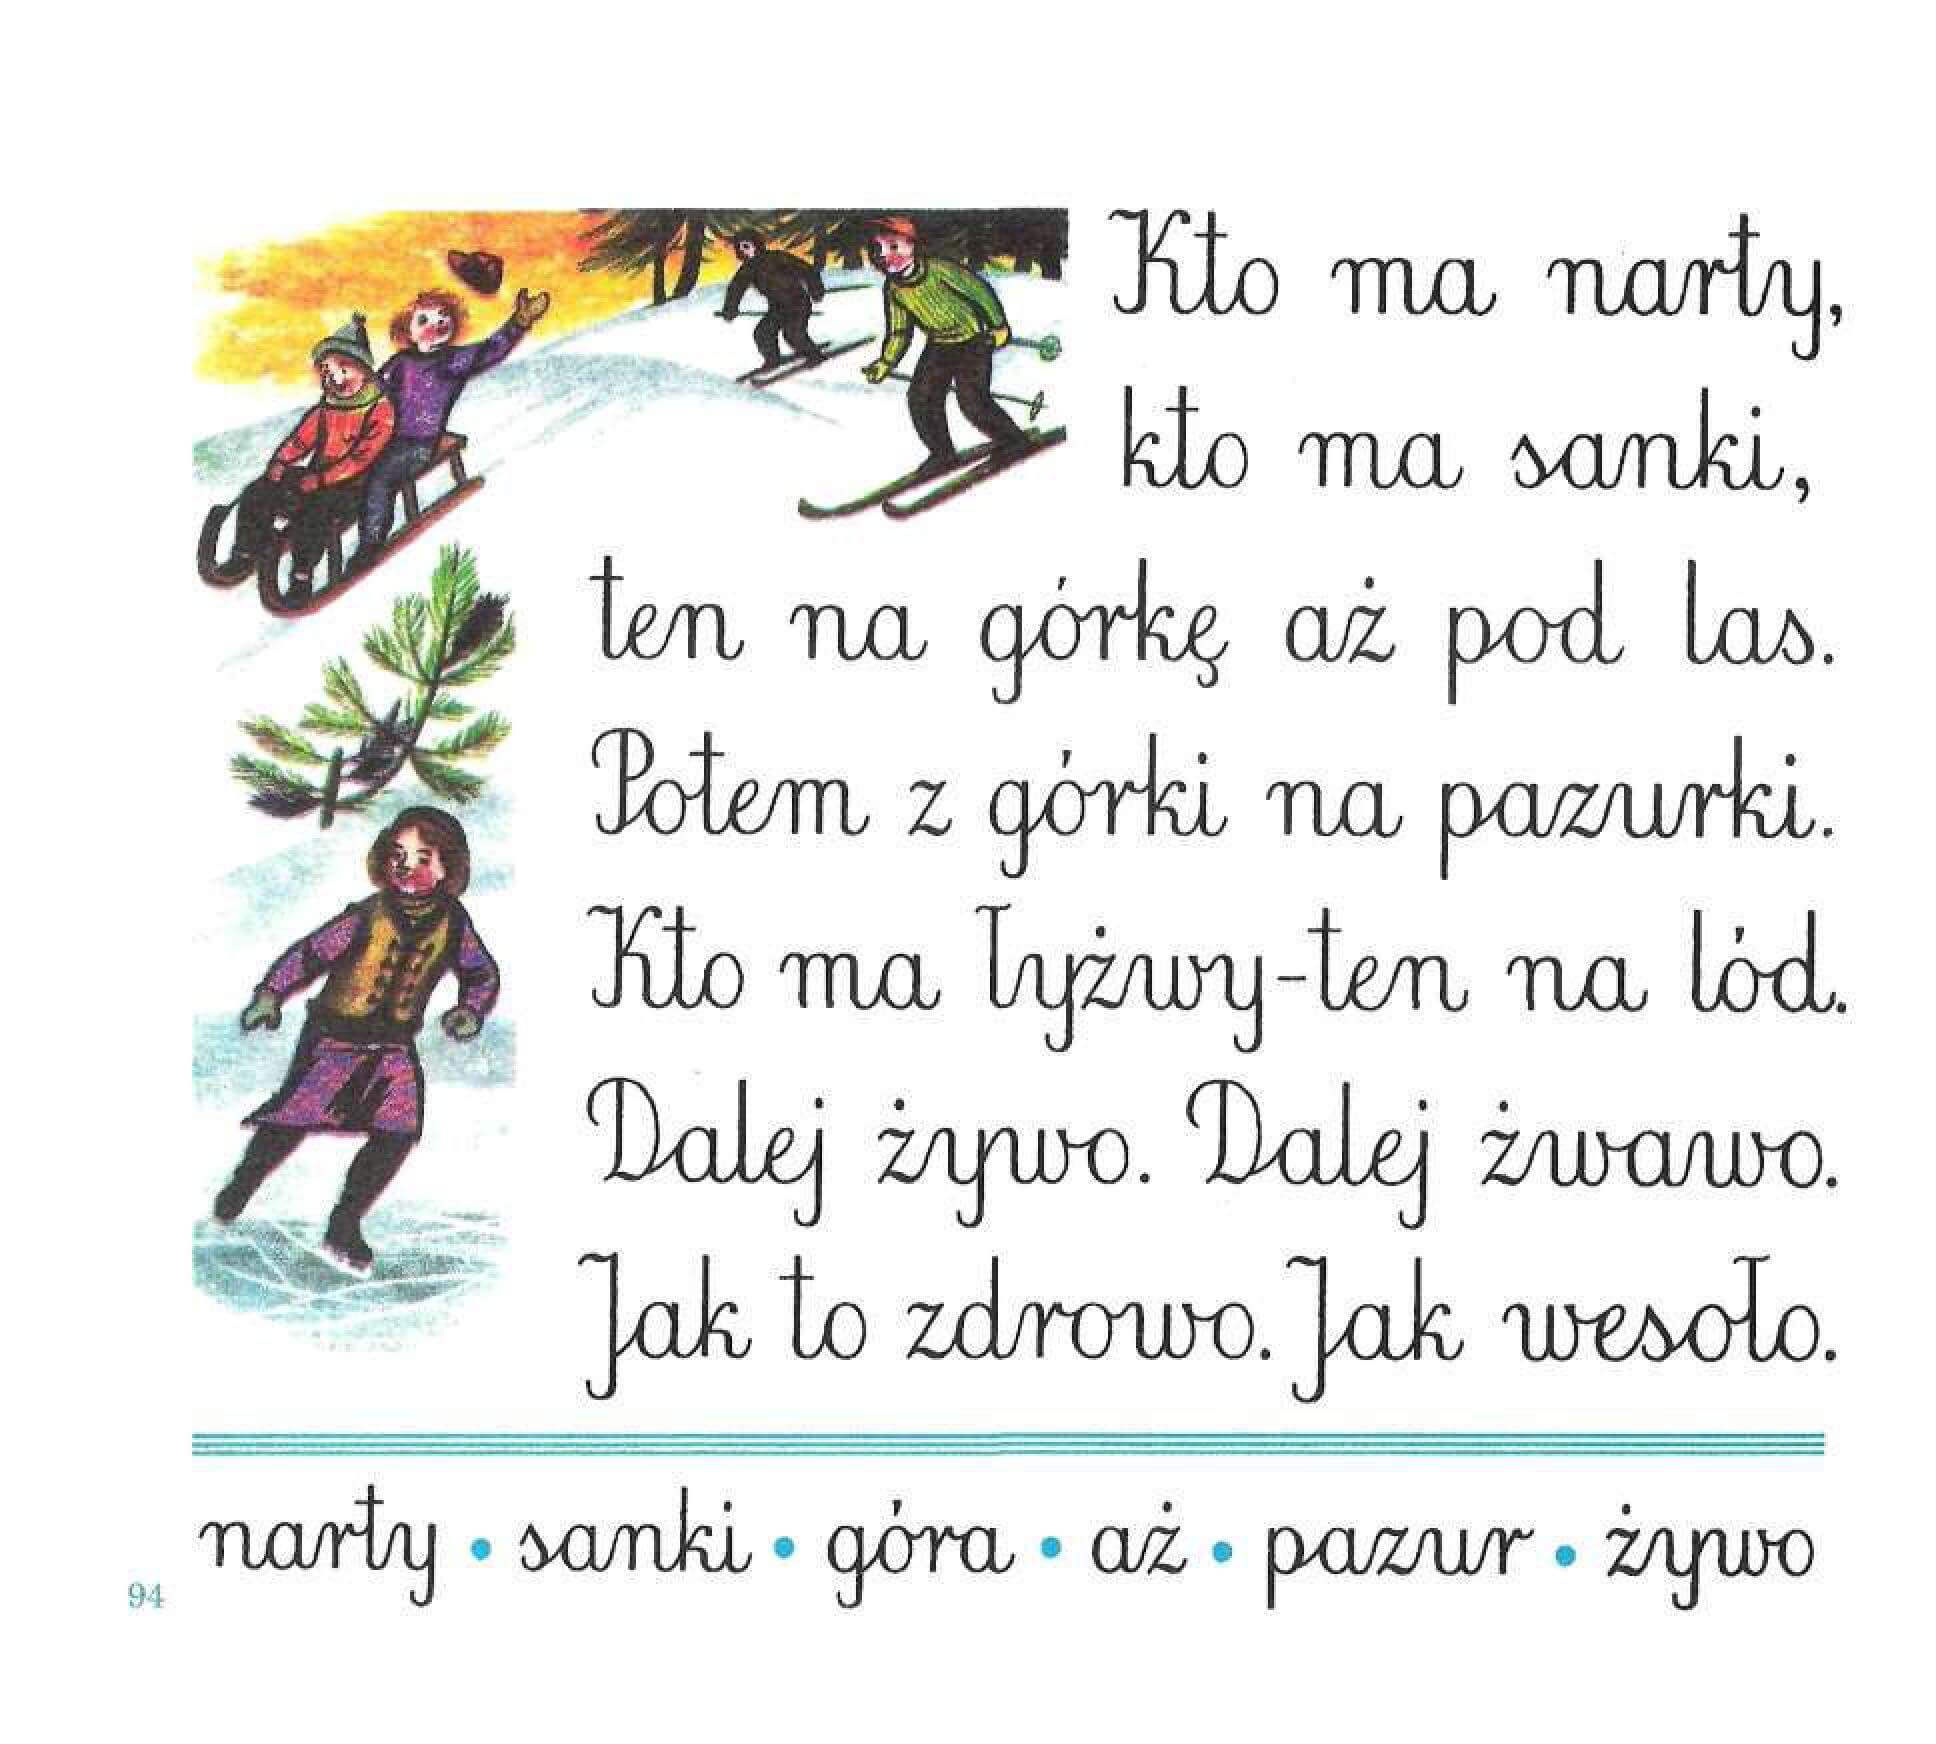 Kto ma narty,
kto ma sanki,
ten na górkę aż pod las.
Potem z górki na pazurki.
Kto ma łyżwy-ten na lód.
Dalej żywo. Dalej żwawo.
Jak to zdrowo. Jak wesoło.
narty • sanki • góra • aż • pazur • żywo
94